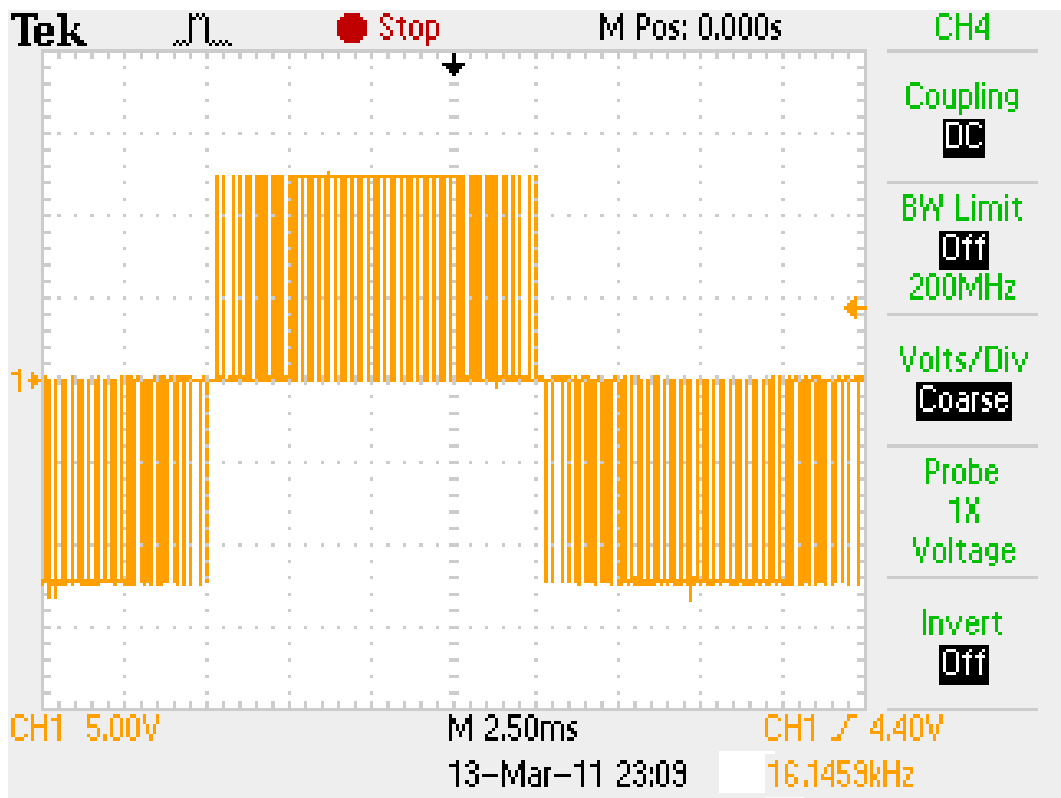 Tek Stop M Pos: 0.000s CH4
Coupling
DC
BW Limit
Off
200MHz
Volts/Div
Coarse
Probe
1X
Voltage
Invert
Off
1
CH1 5.00V M 2.50ms CH1 4.40V
13-Mar-11 23:09 16.1459kHz